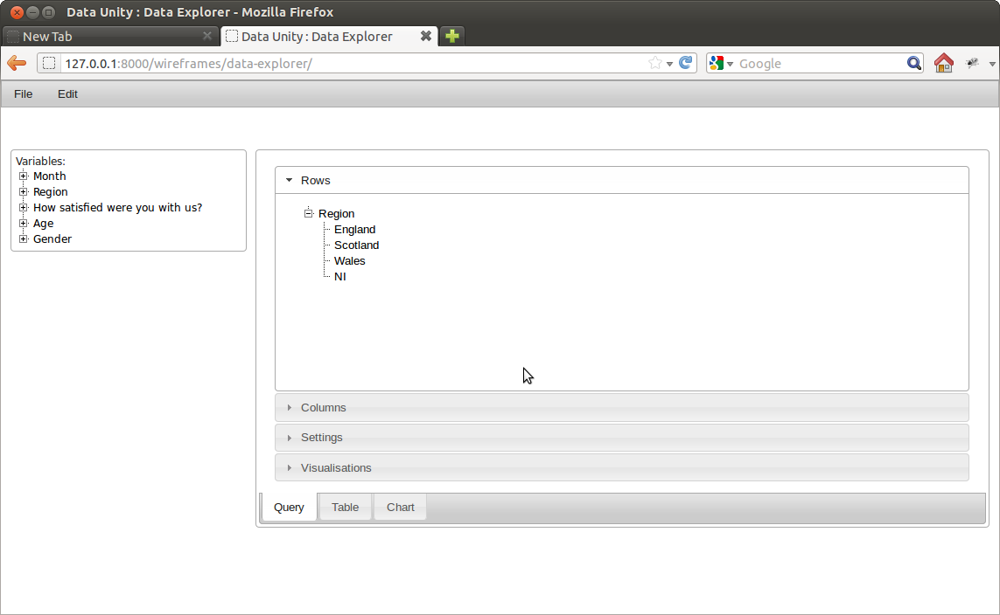 Data Unity : Data Explorer - Mozilla Firefox
New Tab
Data Unity : Data Explorer
127.0.0.1:8000/wireframes/data-explorer/
Google
File Edit
Variables:
Month
Region
How satisfied were you with us?
Age
Gender
Rows
Region
England
Scotland
Wales
NI
Columns
Settings
Visualisations
Query Table Chart